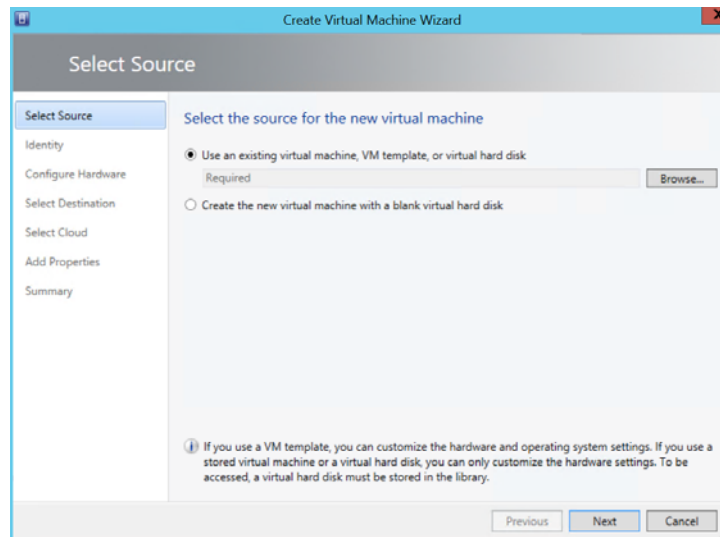 Create Virtual Machine Wizard
Select Source
Select Source
Identity
Configure Hardware
Select Destination
Select Cloud
Add Properties
Summary
Select the source for the new virtual machine
Use an existing virtual machine, VM template, or virtual hard disk
Required
Browse...
Create the new virtual machine with a blank virtual hard disk
If you use a VM template, you can customize the hardware and operating system settings. If you use a
stored virtual machine or a virtual hard disk, you can only customize the hardware settings. To be
accessed, a virtual hard disk must be stored in the library.
Previous
Next
Cancel